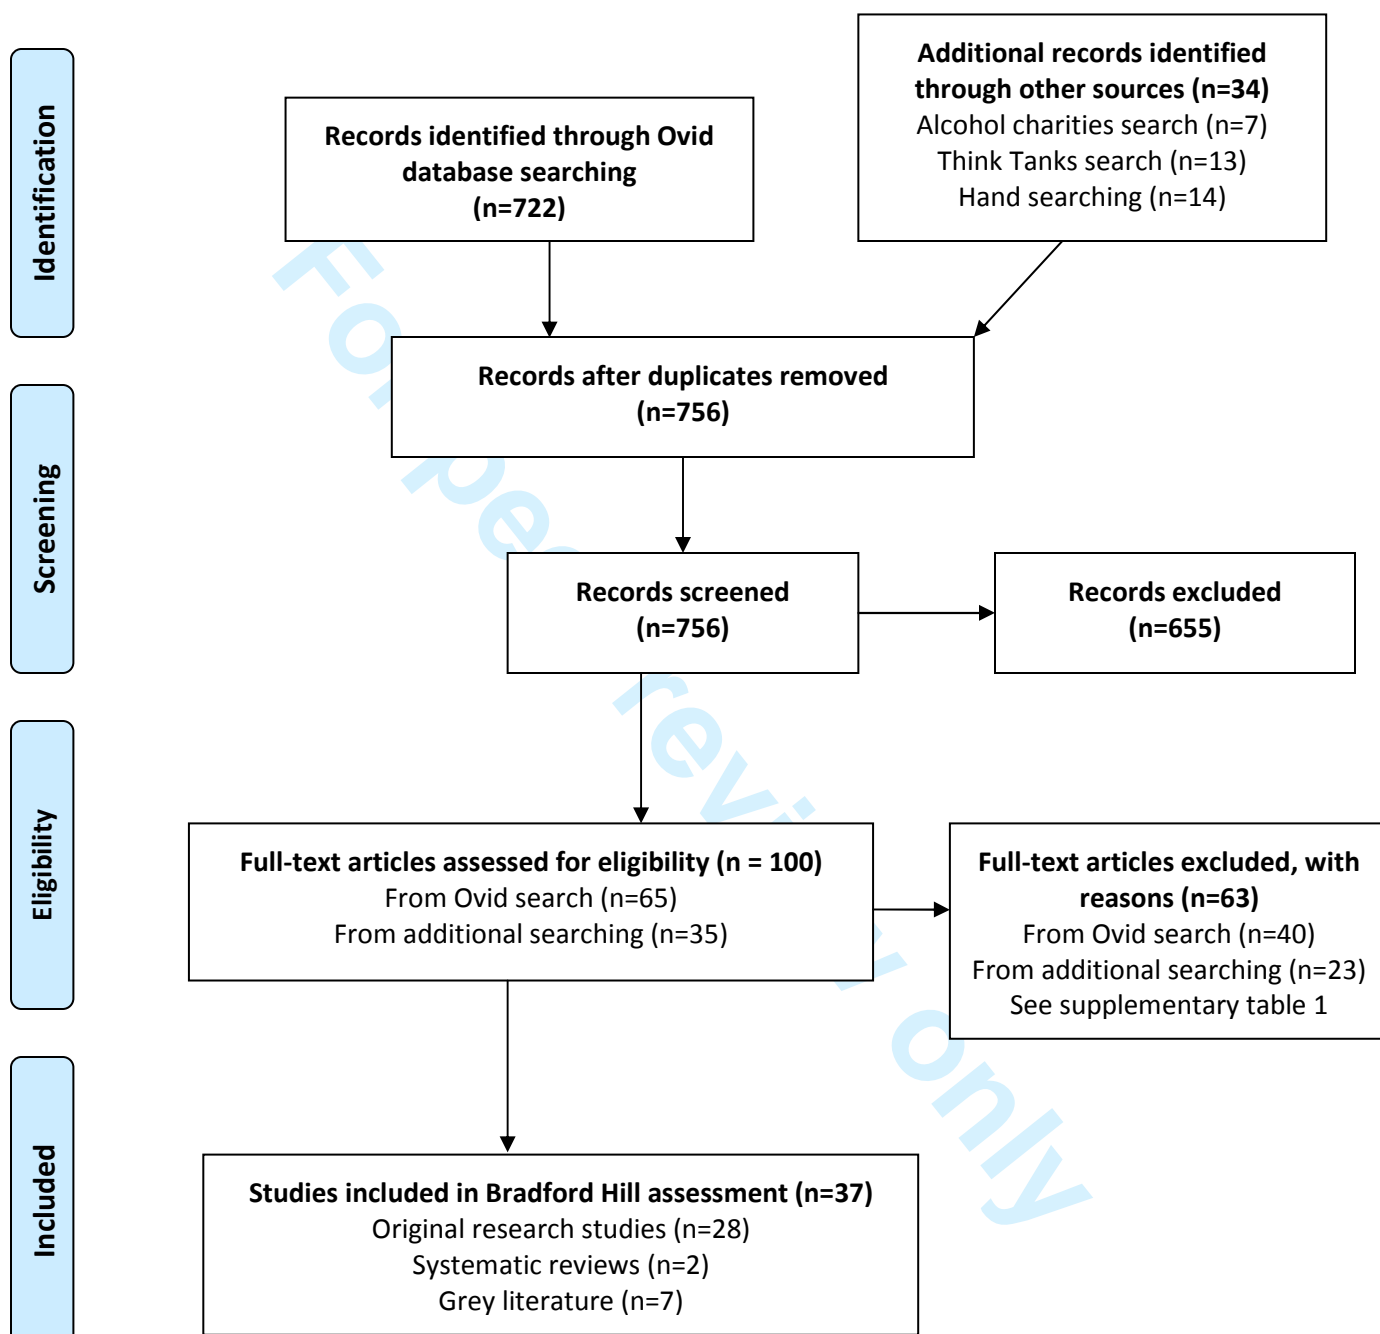 Identification
Records identified through Ovid
database searching
(n=722)
Additional records identified
through other sources (n=34)
Alcohol charities search (n=7)
Think Tanks search (n=13)
Hand searching (n=14)
Records after duplicates removed
(n=756)
Screening
Records screened
(n=756)
Records excluded
(n=655)
Eligibility
Full-text articles assessed for eligibility (n = 100)
From Ovid search (n=65)
From additional searching (n=35)
Full-text articles excluded, with
reasons (n=63)
From Ovid search (n=40)
From additional searching (n=23)
See supplementary table 1
Included
Studies included in Bradford Hill assessment (n=37)
Original research studies (n=28)
Systematic reviews (n=2)
Grey literature (n=7)
For peer review only